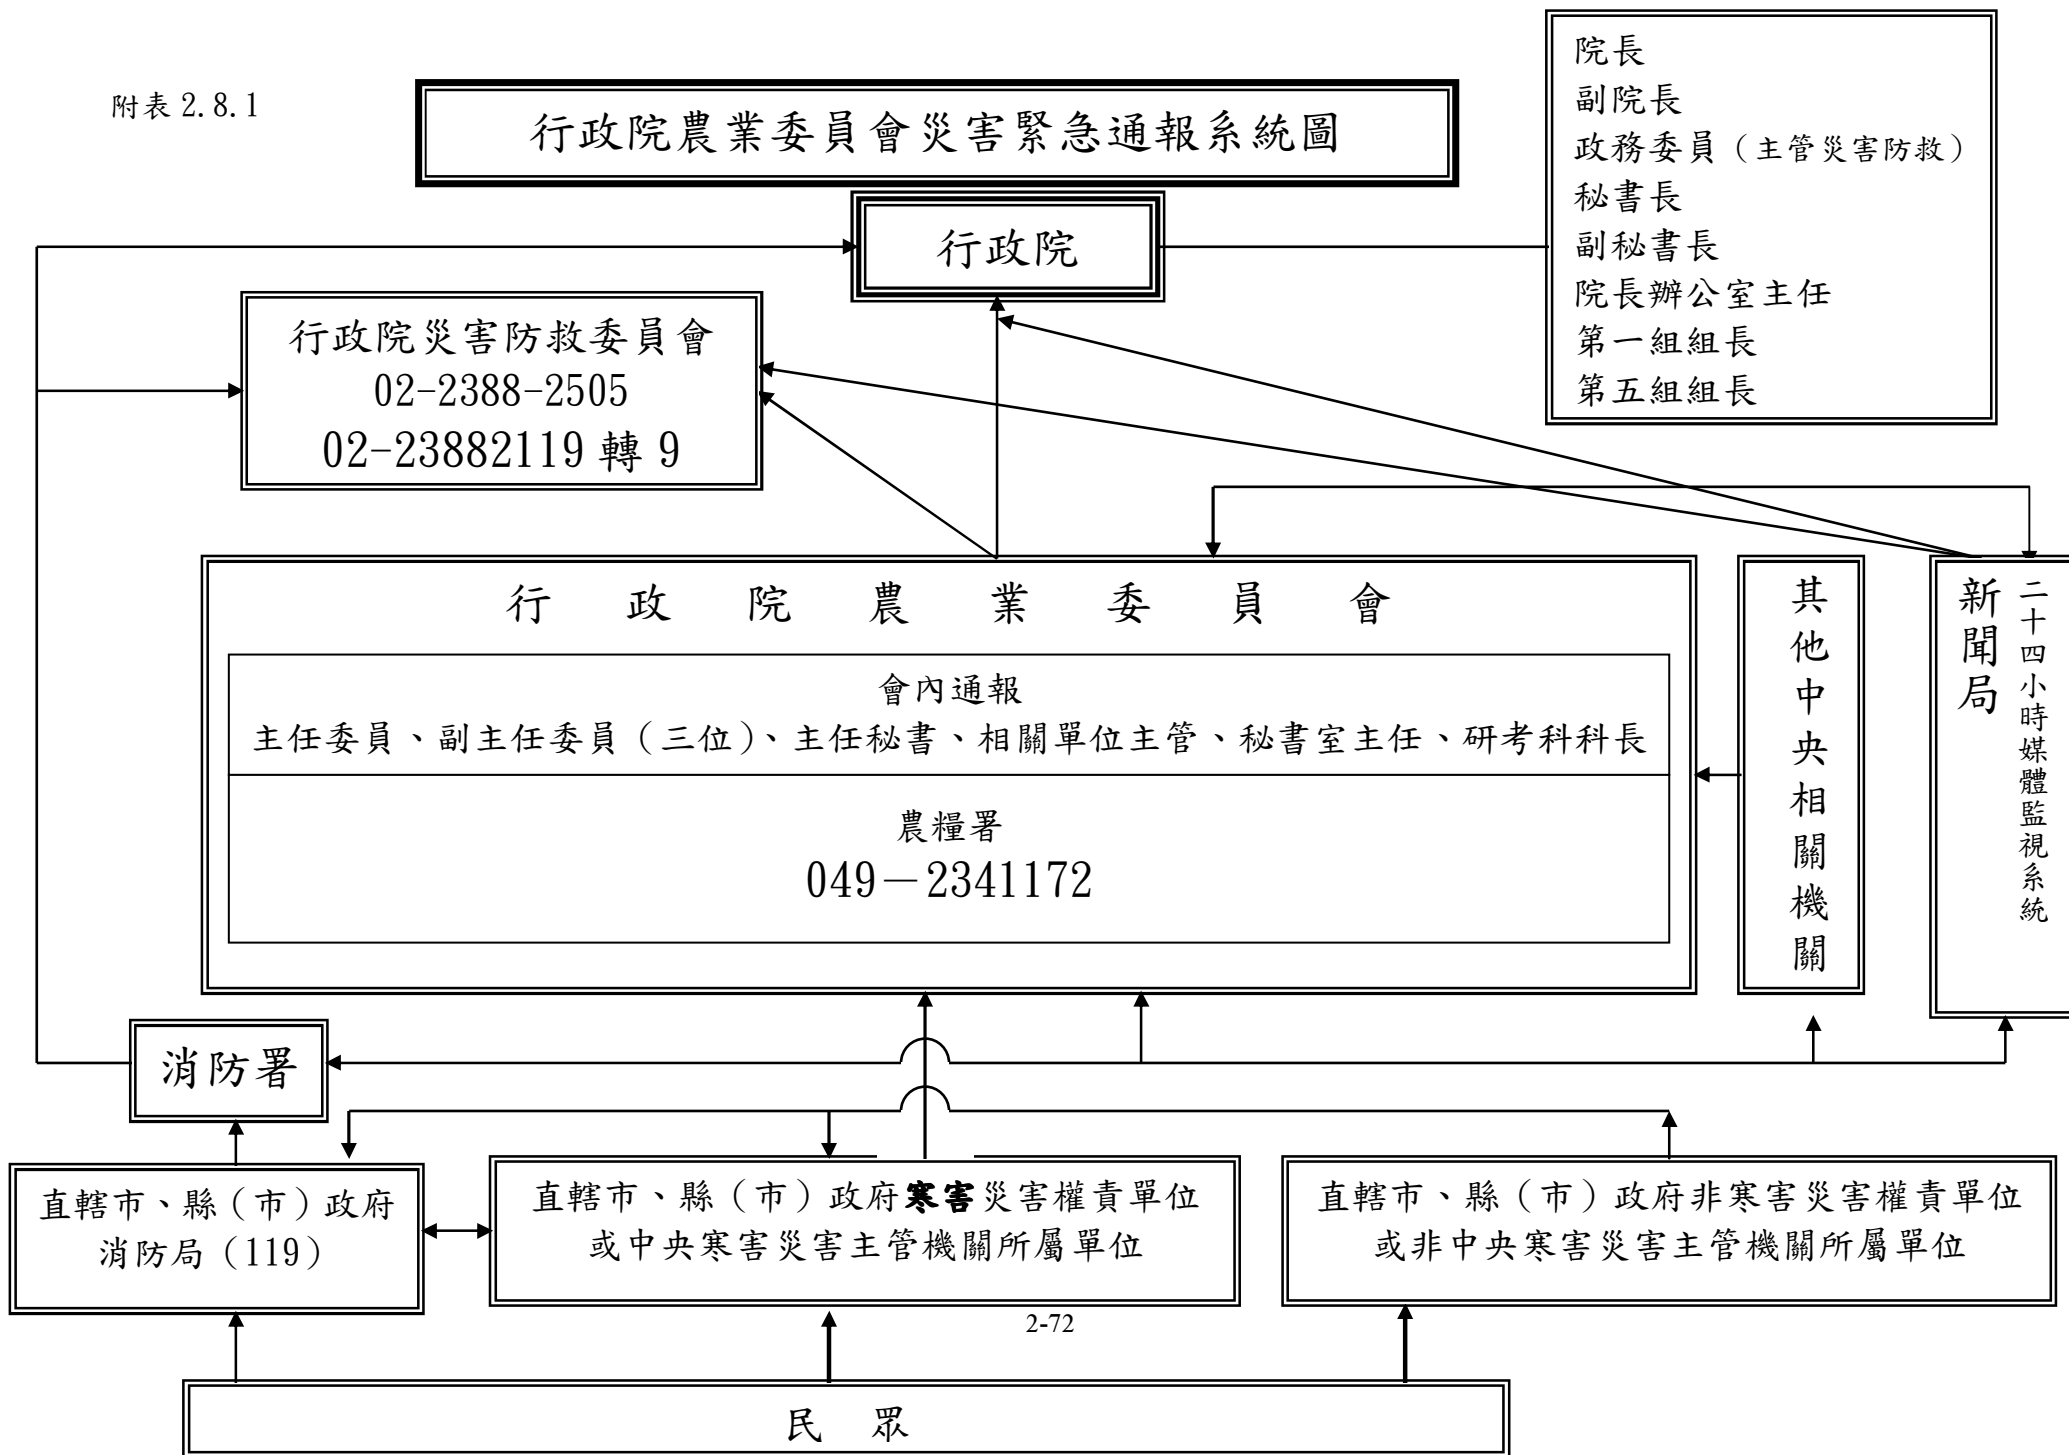 附表 2.8.1
行政院農業委員會災害緊急通報系統圖
院長
副院長
政務委員（主管災害防救）
秘書長
副秘書長
院長辦公室主任
第一組組長
第五組組長
行政院
行政院災害防救委員會
02-2388-2505
02-23882119 轉 9
行政院農業委員會
會內通報
主任委員、副主任委員（三位）、主任秘書、相關單位主管、秘書室主任、研考科科長
農糧署
049－2341172
其他中央相關機關
新聞局
二十四小時媒體監視系統
消防署
直轄市、縣（市）政府
消防局（119）
直轄市、縣（市）政府寒害災害權責單位
或中央寒害災害主管機關所屬單位
直轄市、縣（市）政府非寒害災害權責單位
或非中央寒害災害主管機關所屬單位
2-72
民 眾